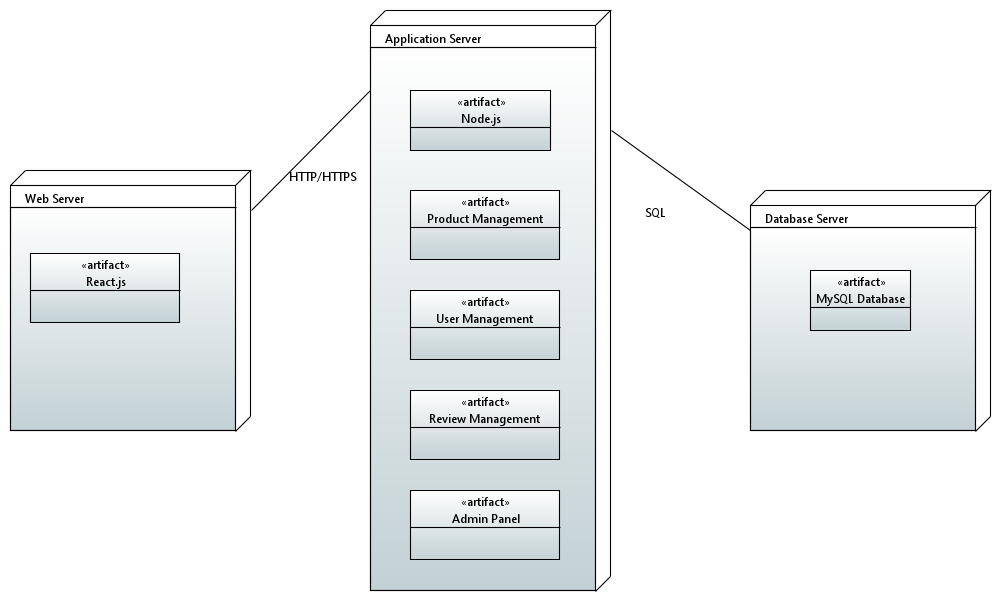 Application Server
«artifact»
Node.js
HTTP/HTTPS
Web Server
«artifact»
React.js
«artifact»
Product Management
SQL
Database Server
«artifact»
MySQL Database
«artifact»
User Management
«artifact»
Review Management
«artifact»
Admin Panel